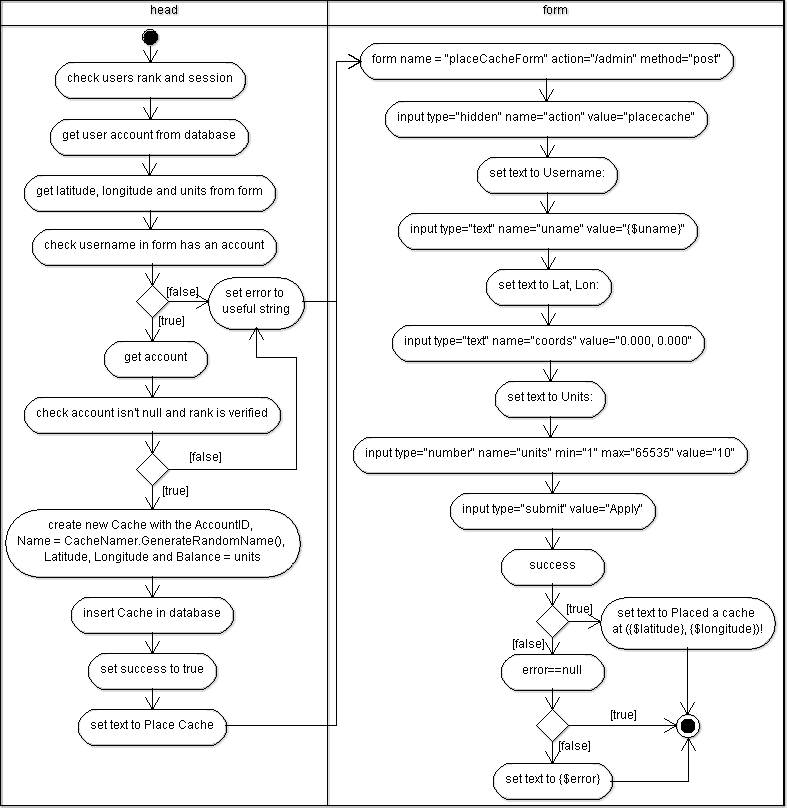 head
check users rank and session
get user account from database
get latitude, longitude and units from form
check username in form has an account
[false]
set error to
useful string
[true]
get account
check account isn't null and rank is verified
[false]
[true]
create new Cache with the AccountID,
Name = CacheNamer.GenerateRandomName(),
Latitude, Longitude and Balance = units
insert Cache in database
set success to true
set text to Place Cache
form
form name = "placeCacheForm" action="/admin" method="post"
input type="hidden" name="action" value="placecache"
set text to Username:
input type="text" name="uname" value="{$uname}"
set text to Lat, Lon:
input type="text" name="coords" value="0.000, 0.000"
set text to Units:
input type="number" name="units" min="1" max="65535" value="10"
input type="submit" value="Apply"
success
[true]
set text to Placed a cache
at ({$latitude}, {$longitude})!
[false]
error==null
[true]
[false]
set text to {$error}